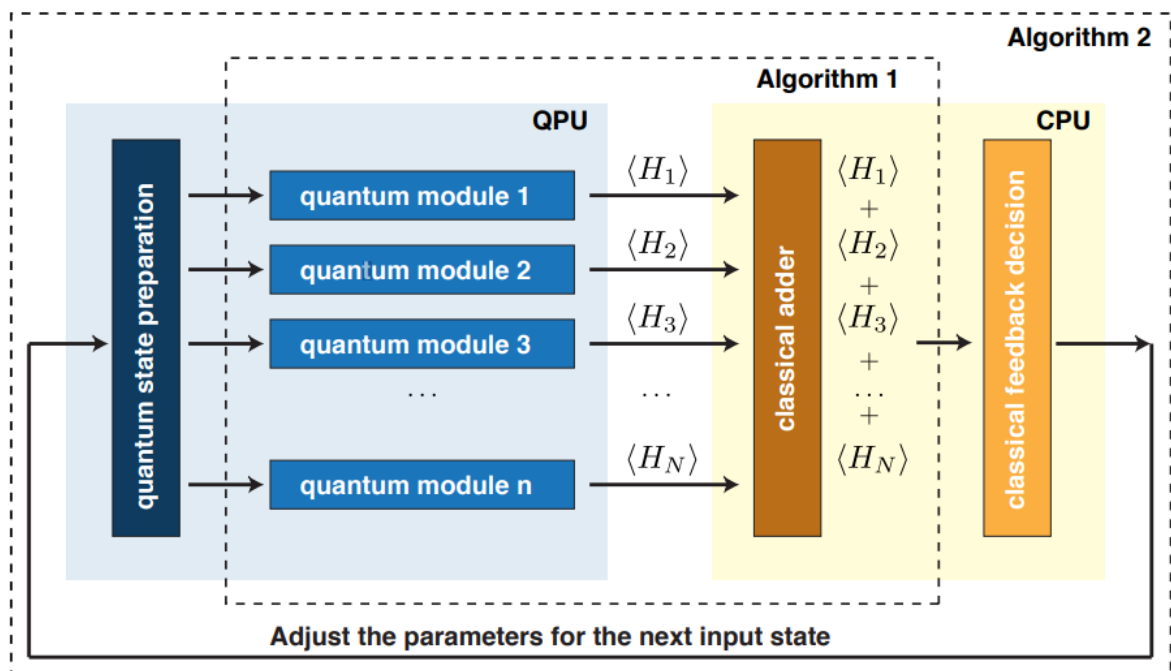 Algorithm 2
Algorithm 1
QPU
CPU
quantum state preparation
quantum module 1
quantum module 2
quantum module 3
...
quantum module n
⟨H₁⟩
⟨H₂⟩
⟨H₃⟩
...
⟨H_N⟩
classical adder
⟨H₁⟩
+
⟨H₂⟩
+
⟨H₃⟩
+
...
+
⟨H_N⟩
classical feedback decision
Adjust the parameters for the next input state